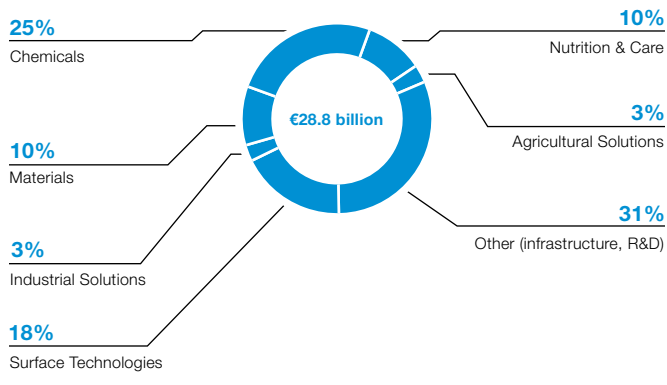 25%
Chemicals
10%
Materials
3%
Industrial Solutions
18%
Surface Technologies
€28.8 billion
10%
Nutrition & Care
3%
Agricultural Solutions
31%
Other (infrastructure, R&D)